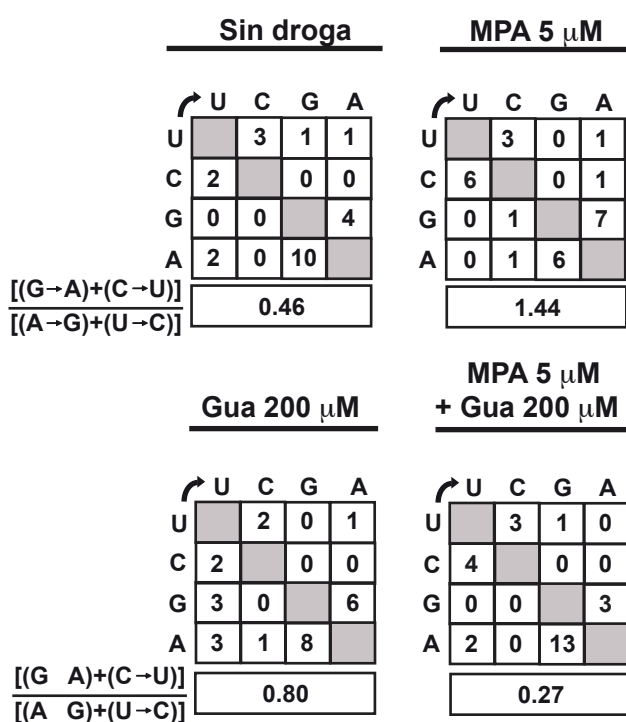 Sin droga MPA 5 μM
U C G A U C G A
U 3 1 1 U 3 0 1
C 2 0 0 C 6 0 1
G 0 0 4 G 0 1 7
A 2 0 10 A 0 1 6
[(G→A)+(C→U)]
[(A→G)+(U→C)]
0.46 1.44
MPA 5 μM
Gua 200 μM + Gua 200 μM
U C G A U C G A
U 2 0 1 U 3 1 0
C 2 0 0 C 4 0 0
G 3 0 6 G 0 0 3
A 3 1 8 A 2 0 13
[(G A)+(C→U)]
[(A G)+(U→C)]
0.80 0.27